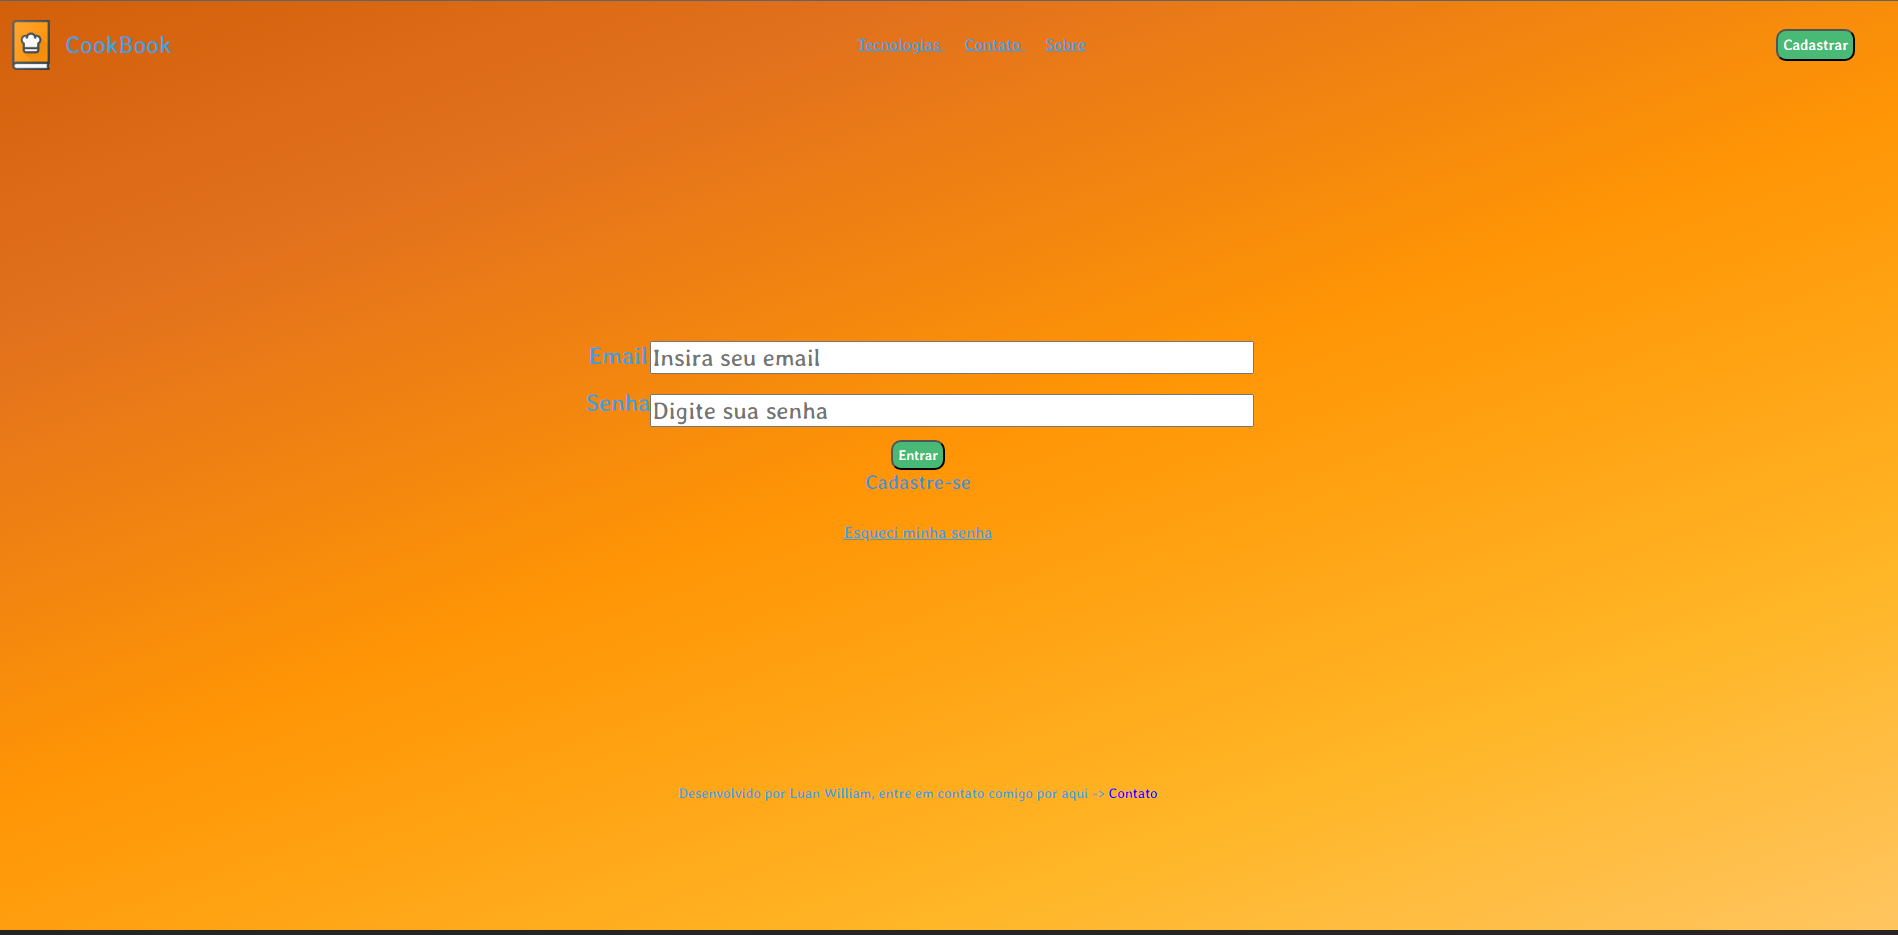 CookBook
Tecnologias Contato Sobre
Cadastrar
Email Insira seu email
Senha Digite sua senha
Entrar
Cadastre-se
Esqueci minha senha
Desenvolvido por Luan William, entre em contato comigo por aqui -> Contato